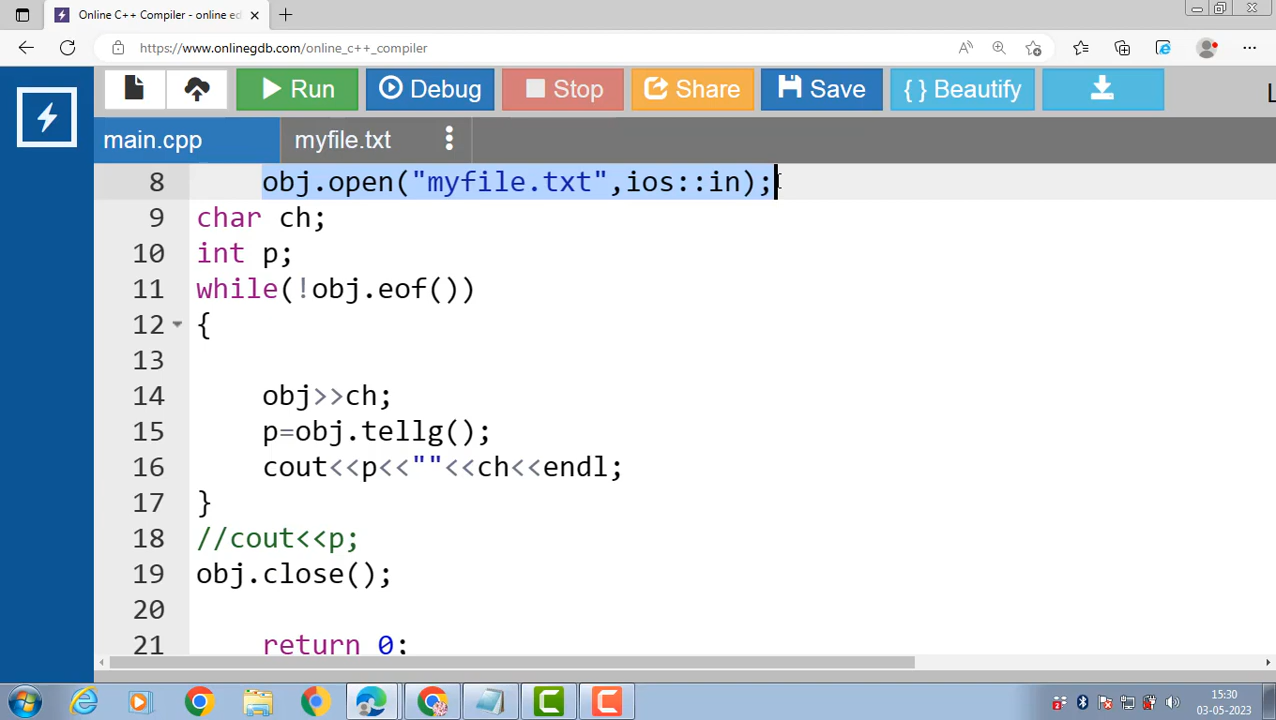 Online C++ Compiler - online ed
https://www.onlinegdb.com/online_c++_compiler
Run
Debug
Stop
Share
Save
{ } Beautify
main.cpp
myfile.txt
8 obj.open("myfile.txt",ios::in);
9 char ch;
10 int p;
11 while(!obj.eof())
12 {
13
14 obj>>ch;
15 p=obj.tellg();
16 cout<<p<<""<<ch<<endl;
17 }
18 //cout<<p;
19 obj.close();
20
21 return 0;
15:30
03-05-2023